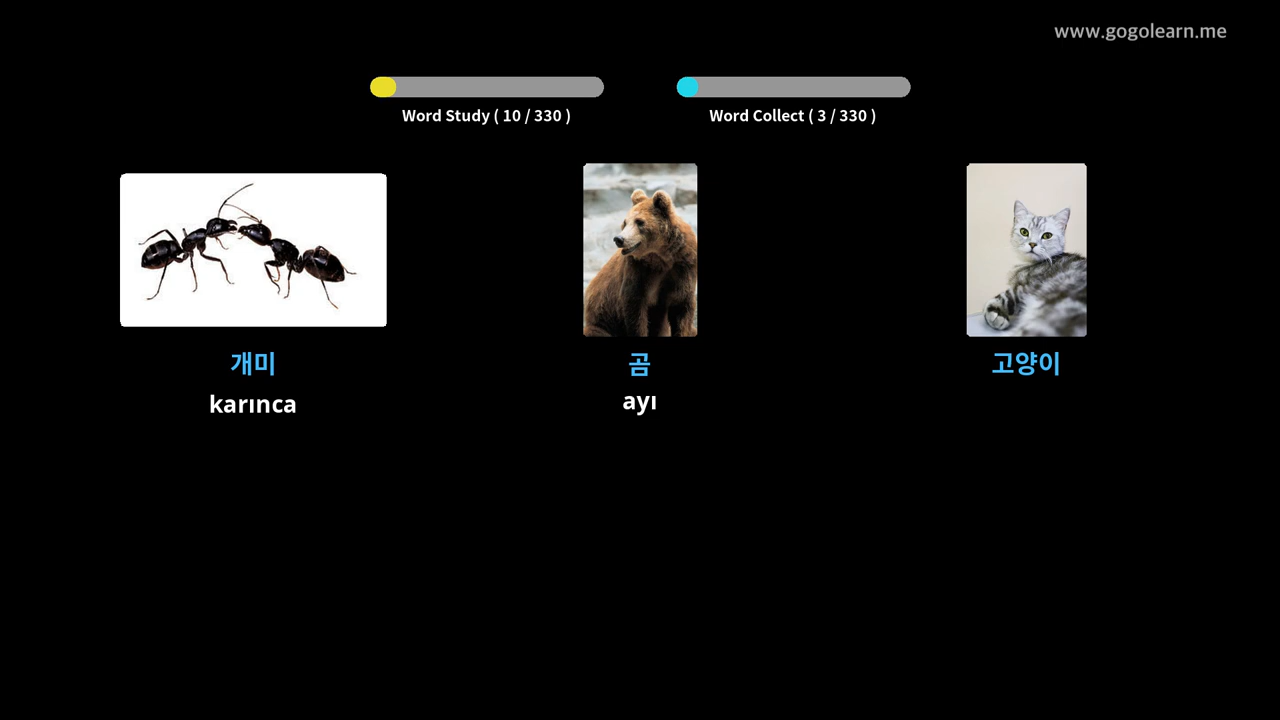 www.gogolearn.me
Word Study ( 10 / 330 )
Word Collect ( 3 / 330 )
개미
곰
고양이
karınca
ayı